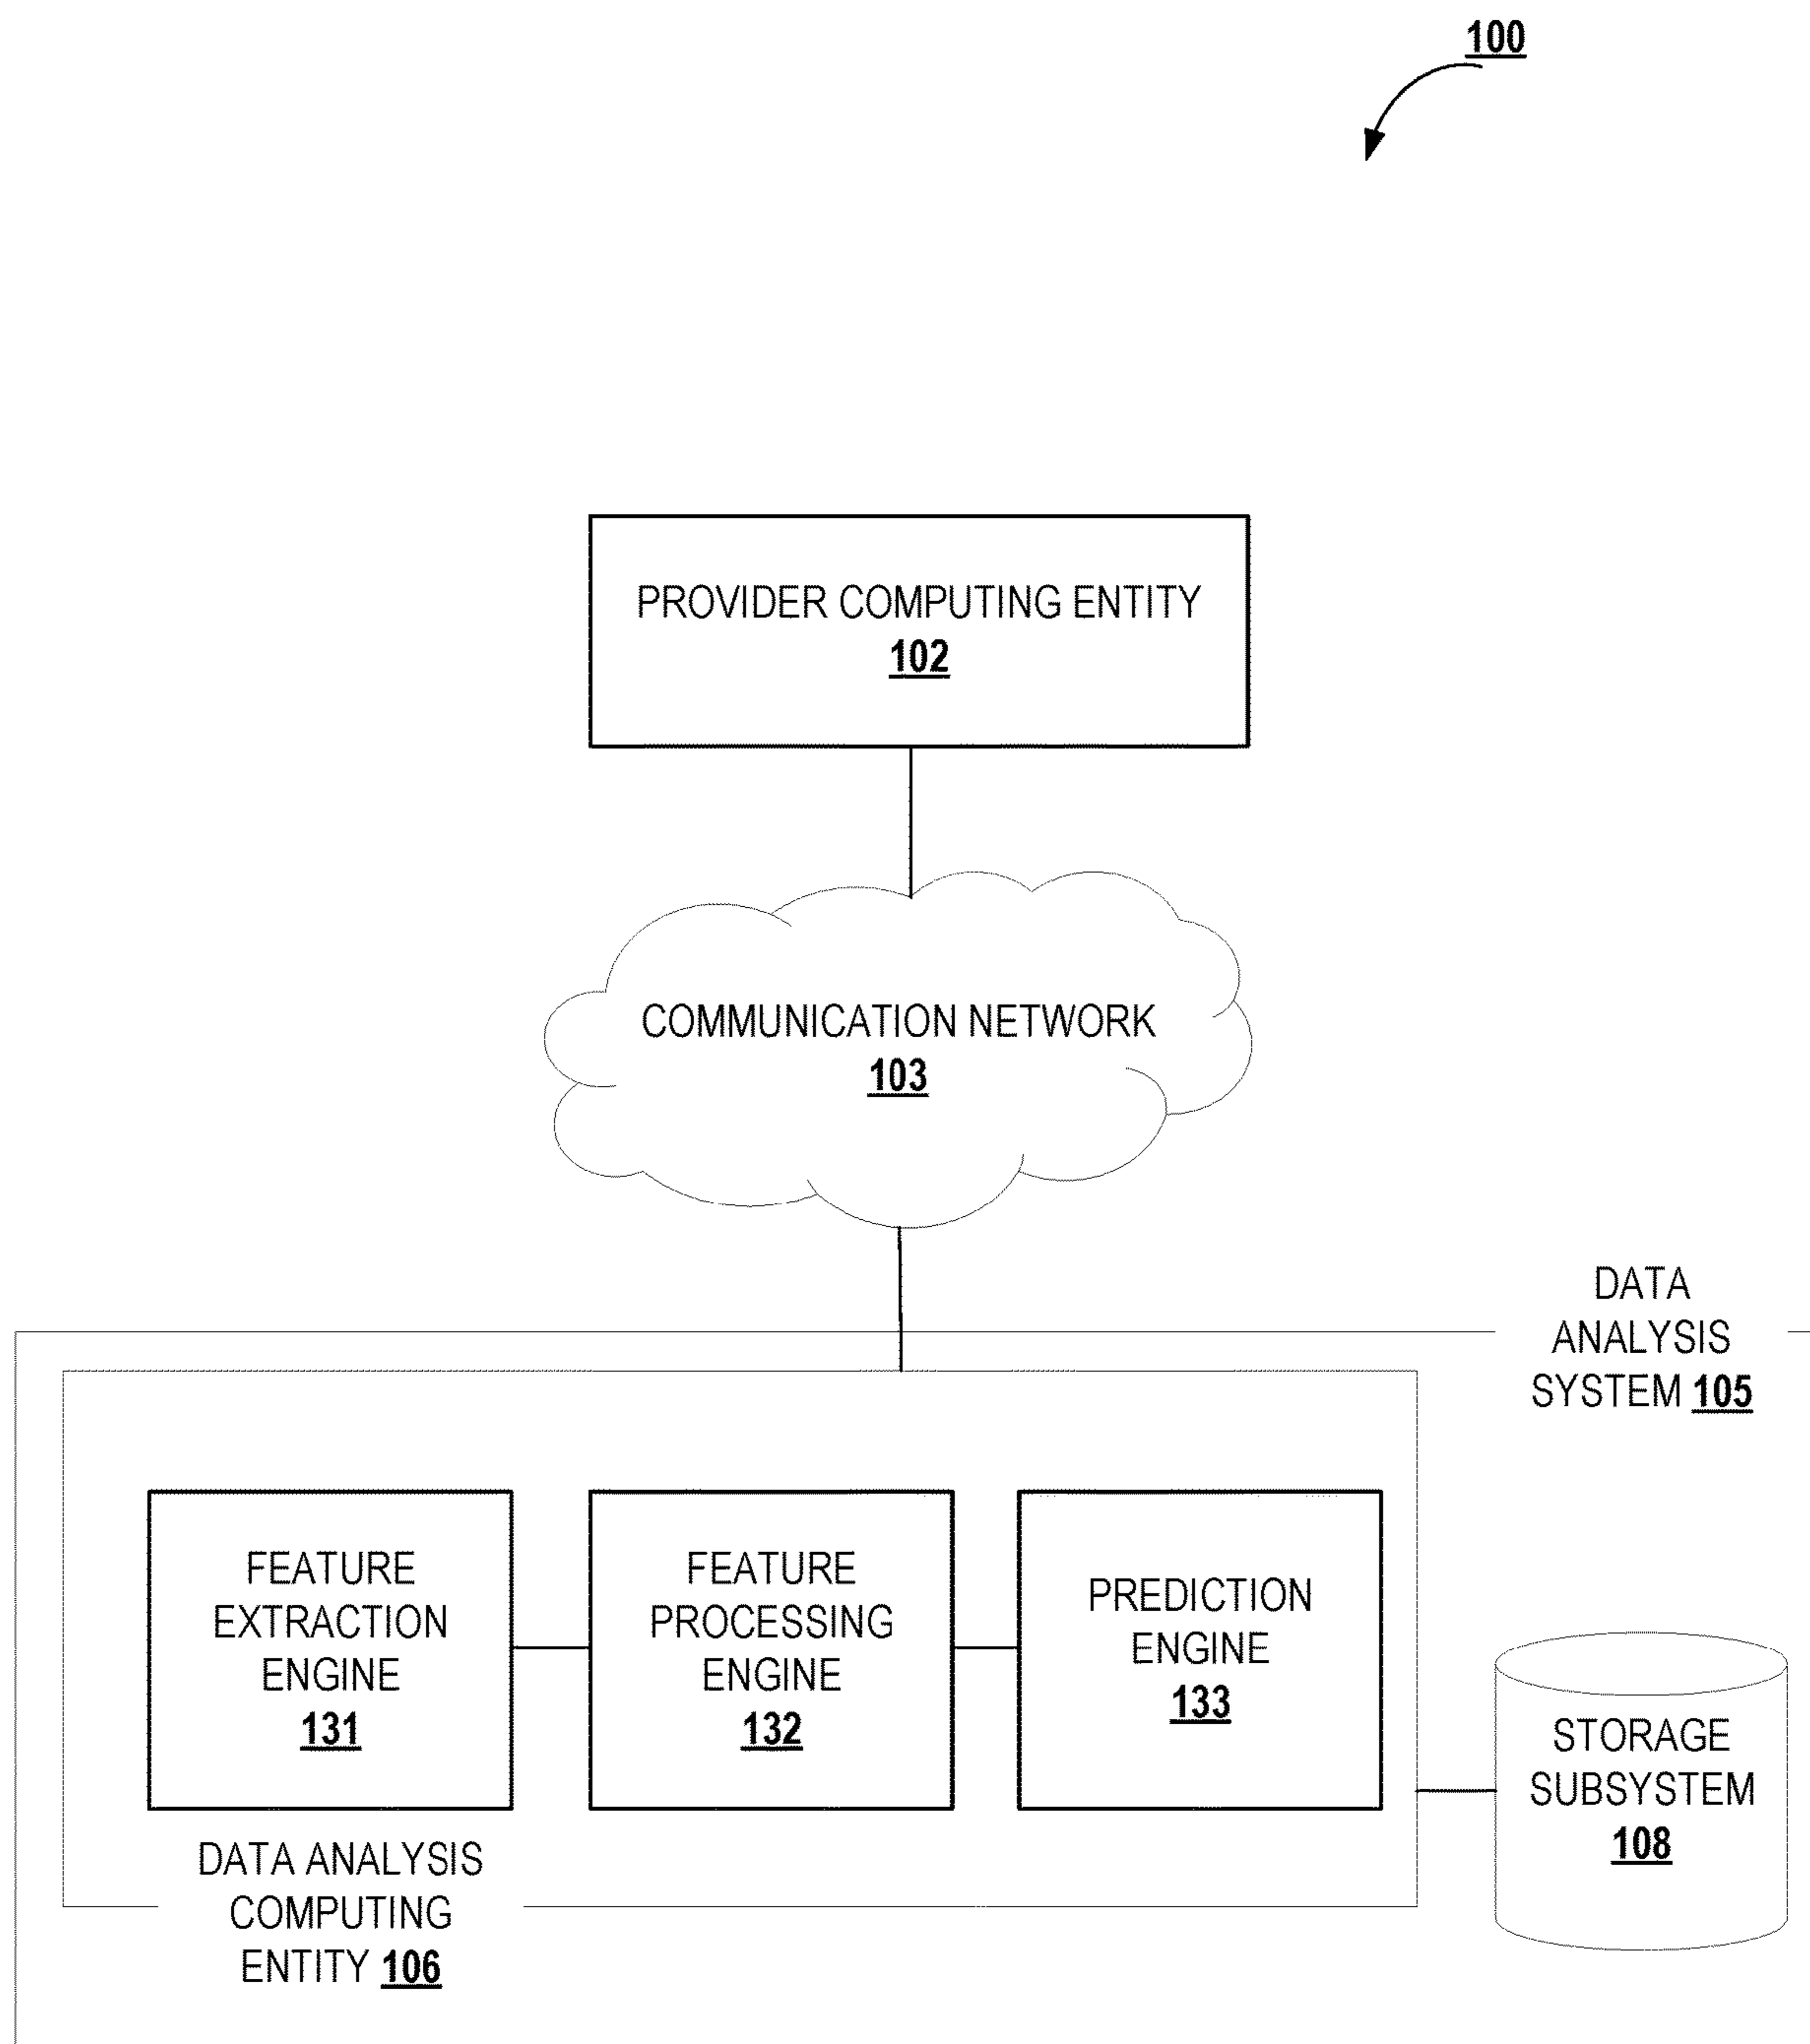 100
PROVIDER COMPUTING ENTITY
102
COMMUNICATION NETWORK
103
DATA
ANALYSIS
SYSTEM 105
FEATURE
EXTRACTION
ENGINE
131
FEATURE
PROCESSING
ENGINE
132
PREDICTION
ENGINE
133
STORAGE
SUBSYSTEM
108
DATA ANALYSIS
COMPUTING
ENTITY 106